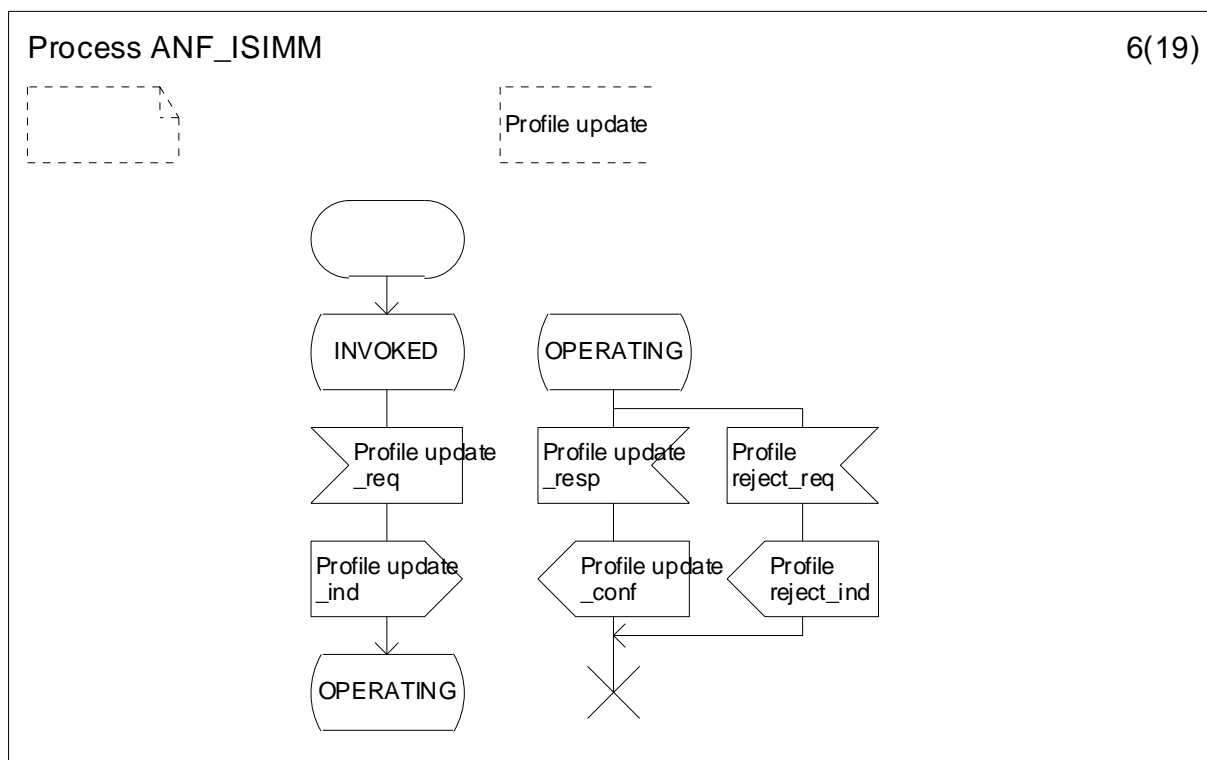 Process ANF_ISIMM
6(19)
Profile update
INVOKED
OPERATING
Profile update
_req
Profile update
_resp
Profile
reject_req
Profile update
_ind
Profile update
_conf
Profile
reject_ind
OPERATING